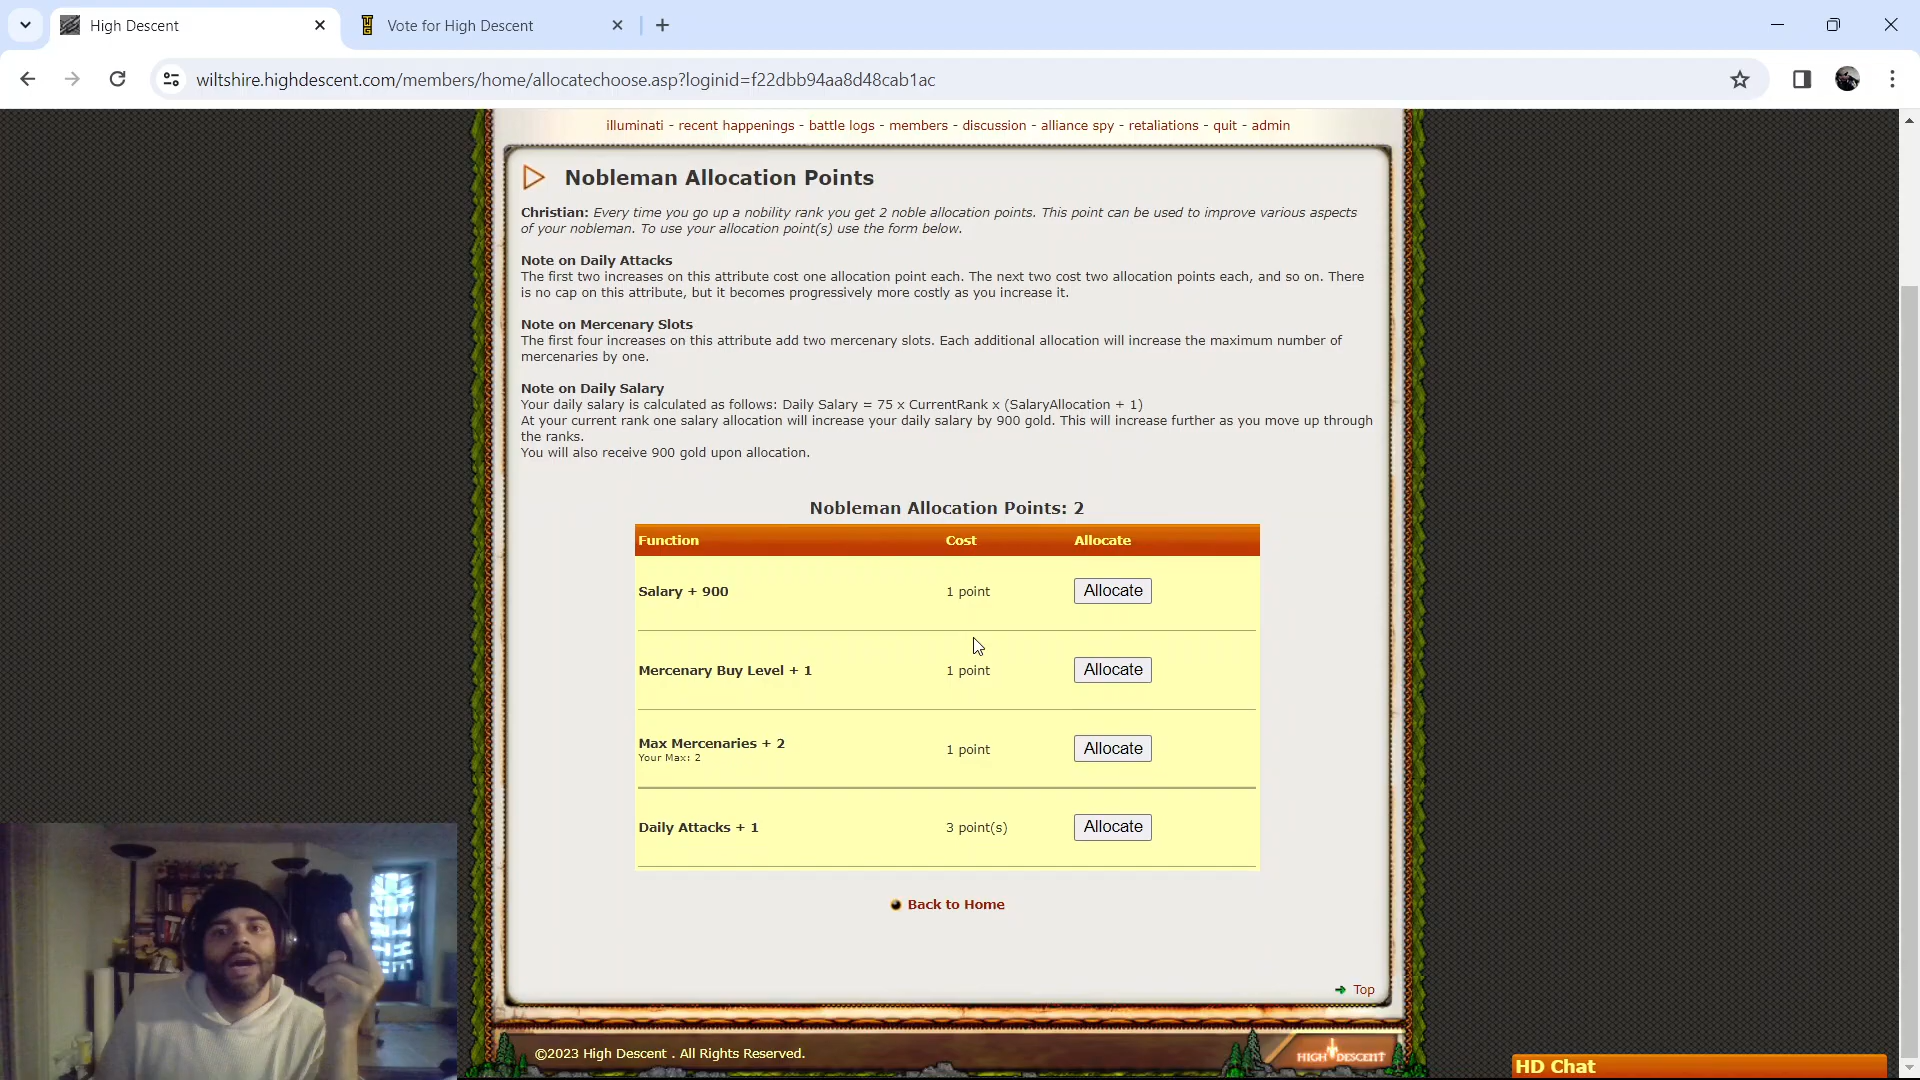 High Descent
Vote for High Descent
wiltshire.highdescent.com/members/home/allocatechoose.asp?loginid=f22dbb94aa8d48cab1ac
illuminati - recent happenings - battle logs - members - discussion - alliance spy - retaliations - quit - admin
Nobleman Allocation Points
Christian: Every time you go up a nobility rank you get 2 noble allocation points. This point can be used to improve various aspects
of your nobleman. To use your allocation point(s) use the form below.
Note on Daily Attacks
The first two increases on this attribute cost one allocation point each. The next two cost two allocation points each, and so on. There
is no cap on this attribute, but it becomes progressively more costly as you increase it.
Note on Mercenary Slots
The first four increases on this attribute add two mercenary slots. Each additional allocation will increase the maximum number of
mercenaries by one.
Note on Daily Salary
Your daily salary is calculated as follows: Daily Salary = 75 x CurrentRank x (SalaryAllocation + 1)
At your current rank one salary allocation will increase your daily salary by 900 gold. This will increase further as you move up through
the ranks.
You will also receive 900 gold upon allocation.
Nobleman Allocation Points: 2
Function Cost Allocate
Salary + 900 1 point Allocate
Mercenary Buy Level + 1 1 point Allocate
Max Mercenaries + 2 1 point Allocate
Your Max: 2
Daily Attacks + 1 3 point(s) Allocate
Back to Home
Top
©2023 High Descent . All Rights Reserved.
HIGH DESCENT
HD Chat